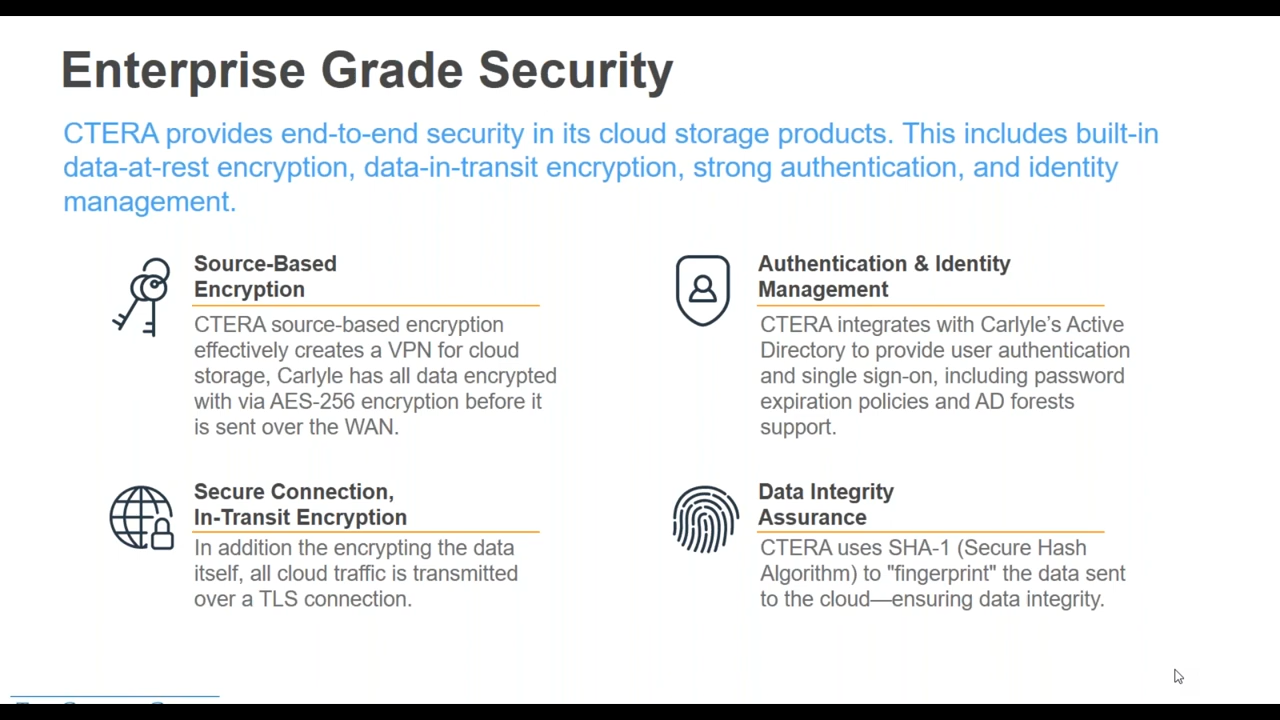 Enterprise Grade Security
CTERA provides end-to-end security in its cloud storage products. This includes built-in
data-at-rest encryption, data-in-transit encryption, strong authentication, and identity
management.
Source-Based
Encryption
CTERA source-based encryption
effectively creates a VPN for cloud
storage, Carlyle has all data encrypted
with via AES-256 encryption before it
is sent over the WAN.
Authentication & Identity
Management
CTERA integrates with Carlyle's Active
Directory to provide user authentication
and single sign-on, including password
expiration policies and AD forests
support.
Secure Connection,
In-Transit Encryption
In addition the encrypting the data
itself, all cloud traffic is transmitted
over a TLS connection.
Data Integrity
Assurance
CTERA uses SHA-1 (Secure Hash
Algorithm) to "fingerprint" the data sent
to the cloud—ensuring data integrity.